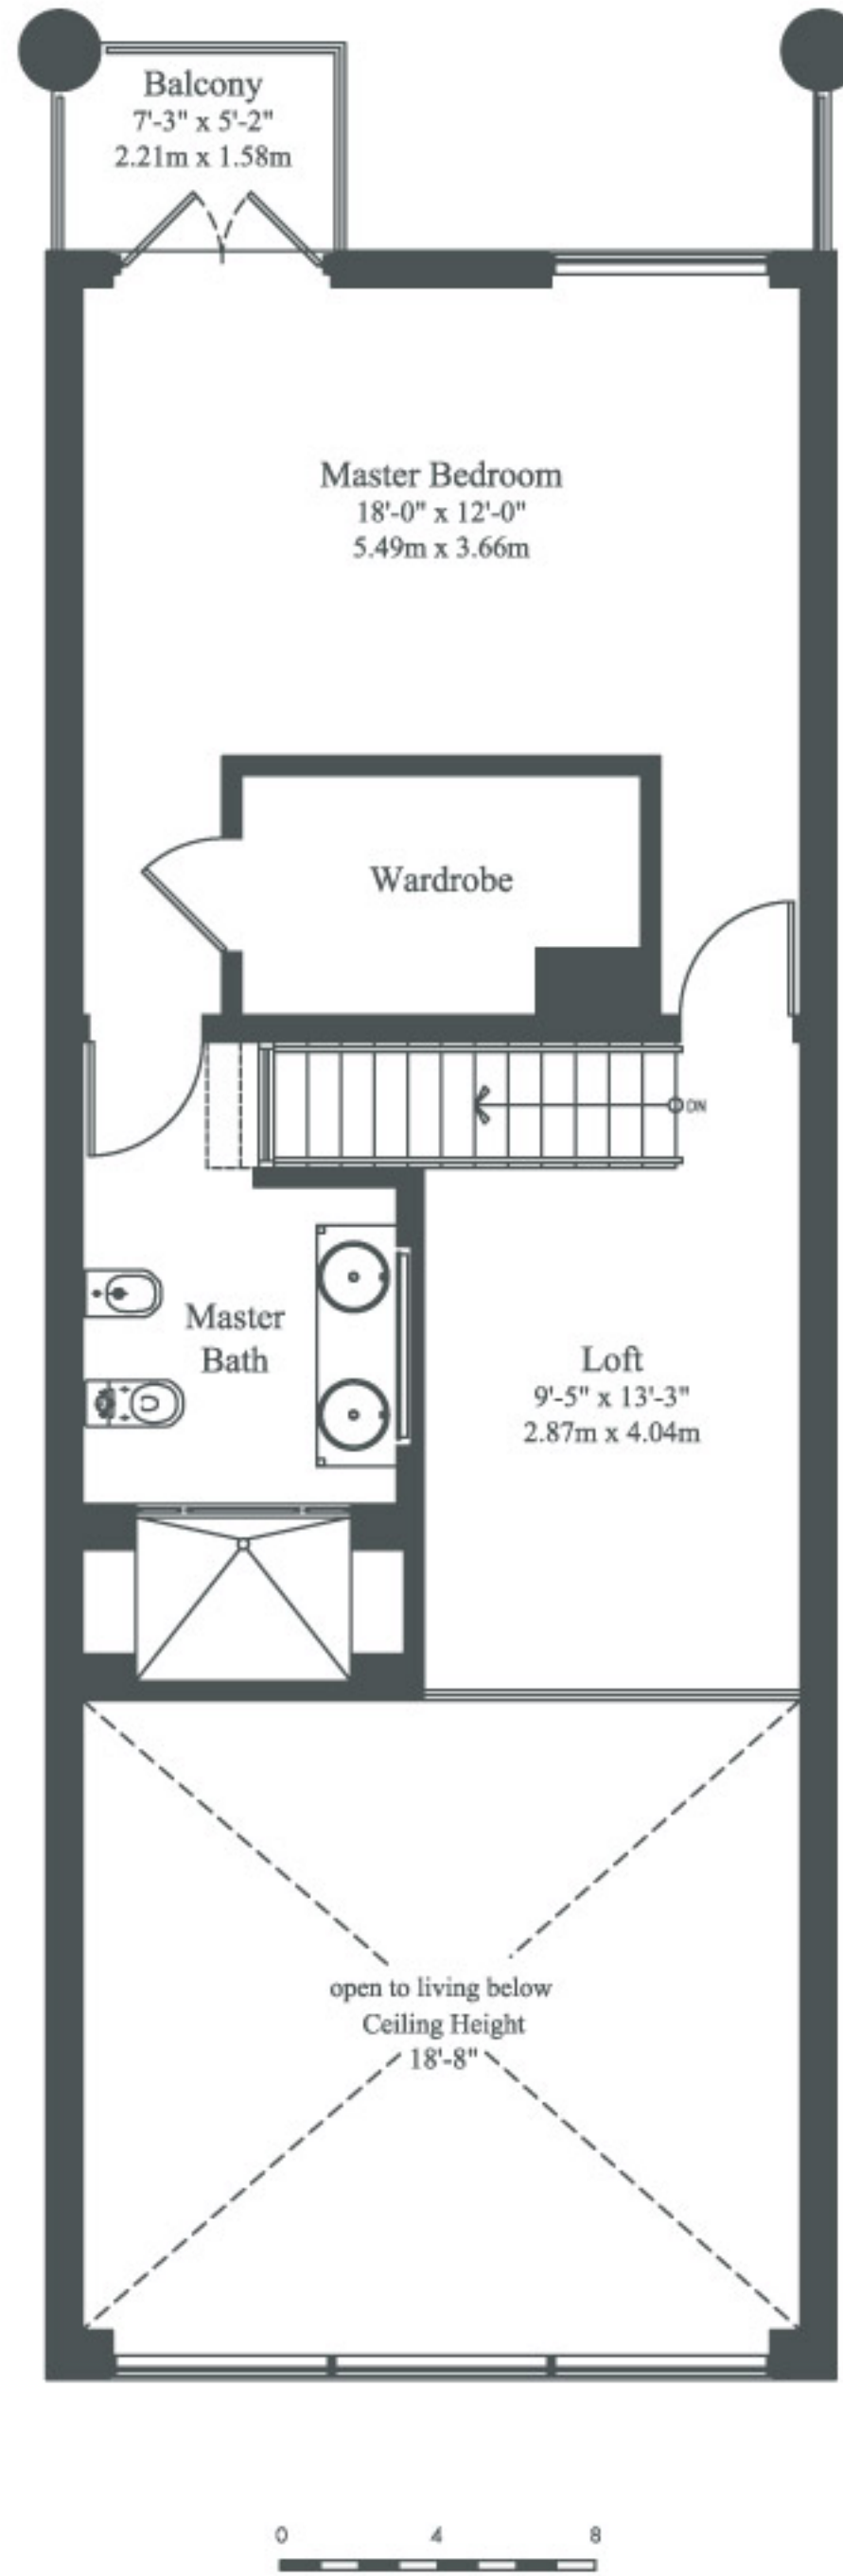 Balcony
7'-3" x 5'-2"
2.21m x 1.58m
Master Bedroom
18'-0" x 12'-0"
5.49m x 3.66m
Wardrobe
DN
Master
Bath
Loft
9'-5" x 13'-3"
2.87m x 4.04m
open to living below
Ceiling Height
18'-8"
0 4 8